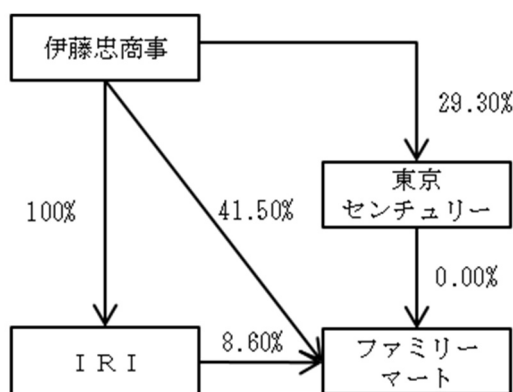 伊藤忠商事
29.30%
東京
センチュリー
100%
41.50%
0.00%
8.60%
IRI
ファミリー
マート